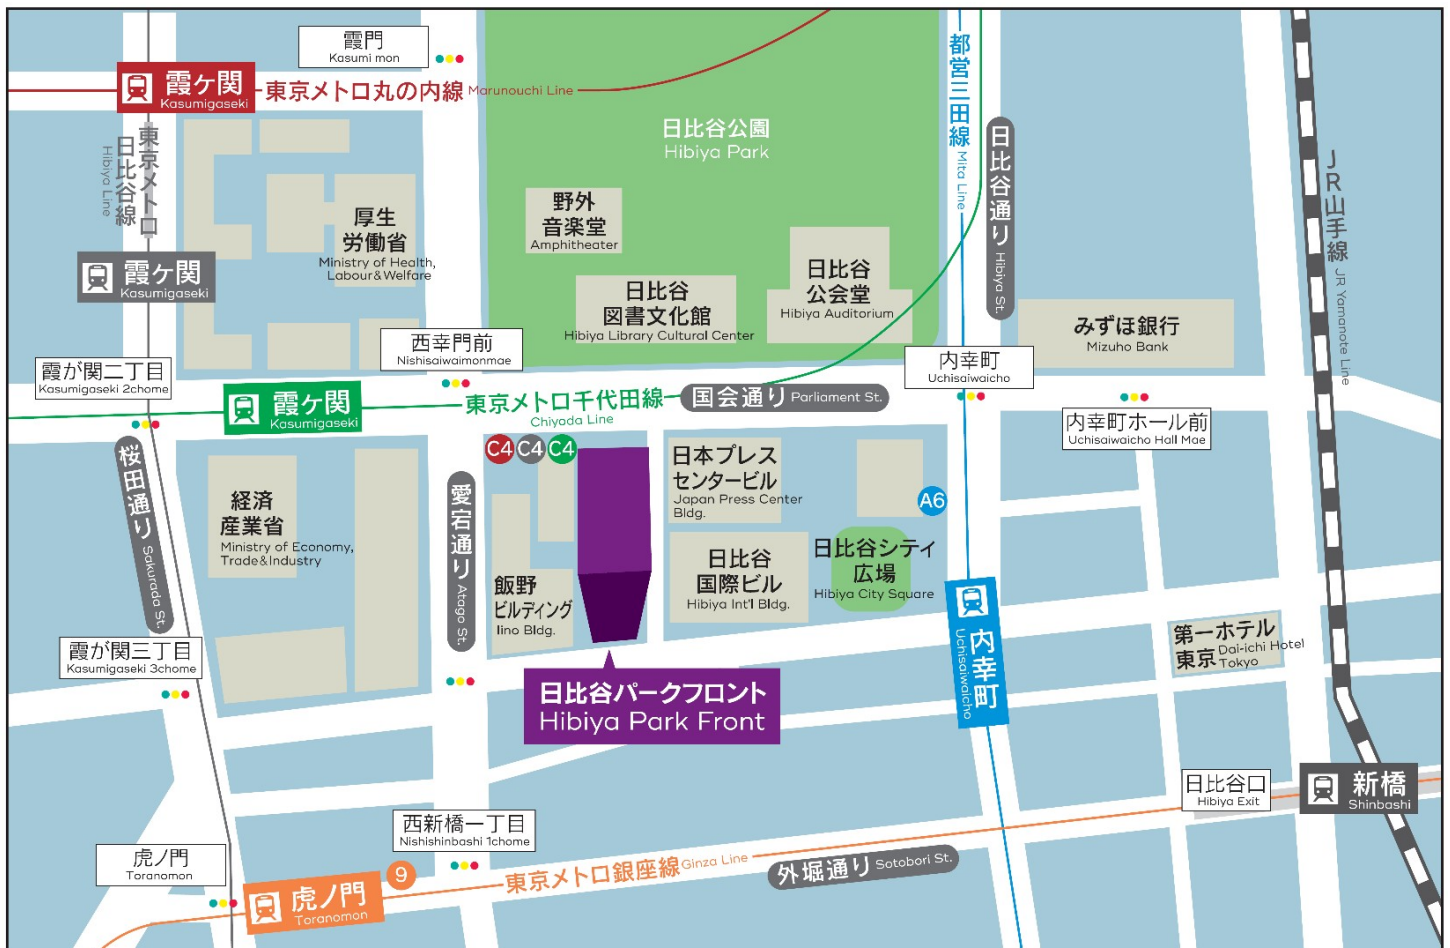 霞門
Kasumi mon
霞ケ関
Kasumigaseki
東京メトロ丸の内線 Marunouchi Line
東京メトロ
日比谷線
Hibiya Line
霞ケ関
Kasumigaseki
厚生
労働省
Ministry of Health,
Labour&Welfare
日比谷公園
Hibiya Park
野外
音楽堂
Amphitheater
日比谷
図書文化館
Hibiya Library Cultural Center
日比谷
公会堂
Hibiya Auditorium
都営三田線 Mita Line
日比谷通り Hibiya St.
JR山手線 JR Yamanote Line
みずほ銀行
Mizuho Bank
西幸門前
Nishisaiwaimonmae
内幸町
Uchisaiwaicho
霞が関二丁目
Kasumigaseki 2chome
霞ケ関
Kasumigaseki
東京メトロ千代田線
Chiyoda Line
国会通り Parliament St.
内幸町ホール前
Uchisaiwaicho Hall Mae
C4
C4
C4
桜田通り Sakurada St.
経済
産業省
Ministry of Economy,
Trade&Industry
愛宕通り Atago St.
飯野
ビルディング
Iino Bldg.
日本プレス
センタービル
Japan Press Center
Bldg.
A6
日比谷
国際ビル
Hibiya Int'l Bldg.
日比谷シティ
広場
Hibiya City Square
内幸町
Uchisaiwaicho
第一ホテル
東京 Dai-ichi Hotel
Tokyo
霞が関三丁目
Kasumigaseki 3chome
日比谷パークフロント
Hibiya Park Front
日比谷口
Hibiya Exit
新橋
Shinbashi
西新橋一丁目
Nishishinbashi 1chome
虎ノ門
Toranomon
虎ノ門
Toranomon
9
東京メトロ銀座線 Ginza Line
外堀通り Sotobori St.